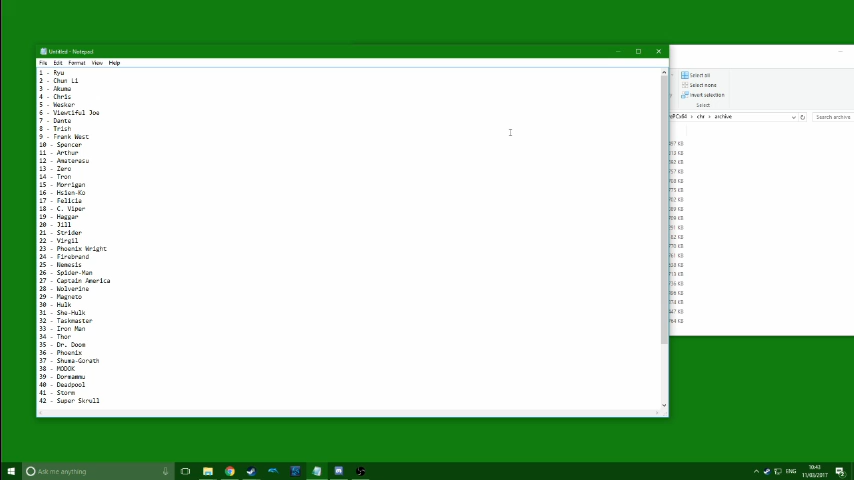 Untitled - Notepad
File Edit Format View Help
1 - Ryu
2 - Chun Li
3 - Akuma
4 - Chris
5 - Wesker
6 - Viewtiful Joe
7 - Dante
8 - Trish
9 - Frank West
10 - Spencer
11 - Arthur
12 - Amaterasu
13 - Zero
14 - Tron
15 - Morrigan
16 - Hsien-Ko
17 - Felicia
18 - C. Viper
19 - Haggar
20 - Jill
21 - Strider
22 - Virgil
23 - Phoenix Wright
24 - Firebrand
25 - Nemesis
26 - Spider-Man
27 - Captain America
28 - Wolverine
29 - Magneto
30 - Hulk
31 - She-Hulk
32 - Taskmaster
33 - Iron Man
34 - Thor
35 - Dr. Doom
36 - Phoenix
37 - Shuma-Gorath
38 - MODOK
39 - Dormammu
40 - Deadpool
41 - Storm
42 - Super Skrull
Select all
Select none
Invert selection
Select
chr > archive
Search archive
Ask me anything
ENG
10:43
11/03/2017